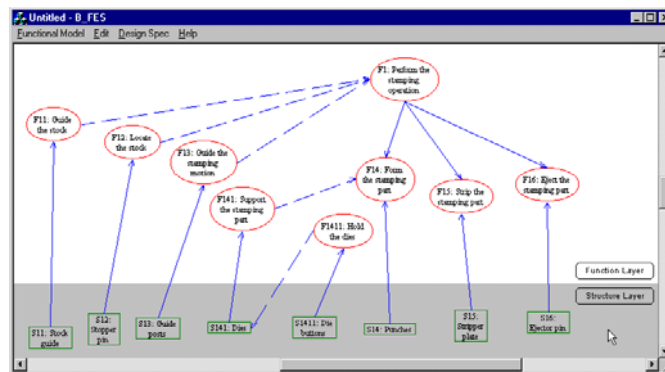 Untitled - B_FES
Functional Model Edit Design Spec Help
F1: Perform the
stamping
operation
F11: Guide
the stock
F12: Locate
the stock
F13: Guide the
stamping
motion
F14: Form
the stamping
part
F15: Strip the
stamping part
F16: Eject the
stamping part
F141: Support
the stamping
part
F1411: Hold
the dies
Function Layer
Structure Layer
S11: Stock
guide
S12:
Stopper
pin
S13: Guide
posts
S141: Dies
S1411: Die
buttons
S14: Punches
S15:
Stripper
plate
S16:
Ejector pin